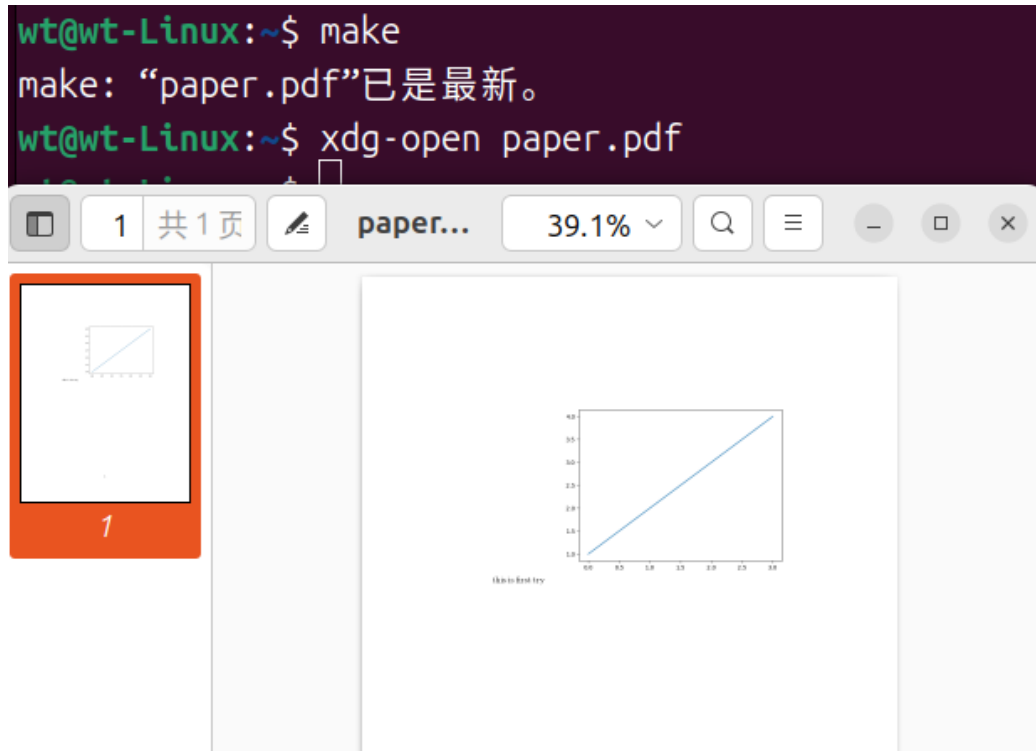 wt@wt-Linux:~$ make
make: “paper.pdf”已是最新。
wt@wt-Linux:~$ xdg-open paper.pdf
1 共1页 paper... 39.1%
1
4.0
3.5
3.0
2.5
2.0
1.5
1.0
0.0 0.5 1.0 1.5 2.0 2.5 3.0
this is first try